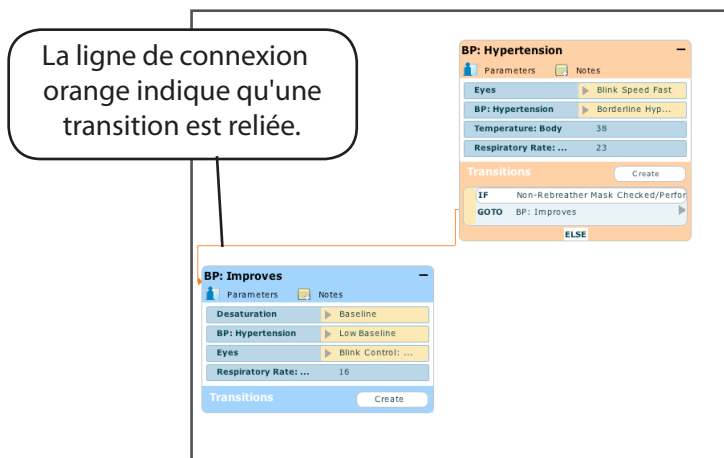 La ligne de connexion
orange indique qu'une
transition est reliée.
BP: Hypertension
Parameters Notes
Eyes Blink Speed Fast
BP: Hypertension Borderline Hyp...
Temperature: Body 38
Respiratory Rate: ... 23
Transitions Create
IF Non-Rebreather Mask Checked/Perfor
GOTO BP: Improves
ELSE
BP: Improves
Parameters Notes
Desaturation Baseline
BP: Hypertension Low Baseline
Eyes Blink Control: ...
Respiratory Rate: ... 16
Transitions Create